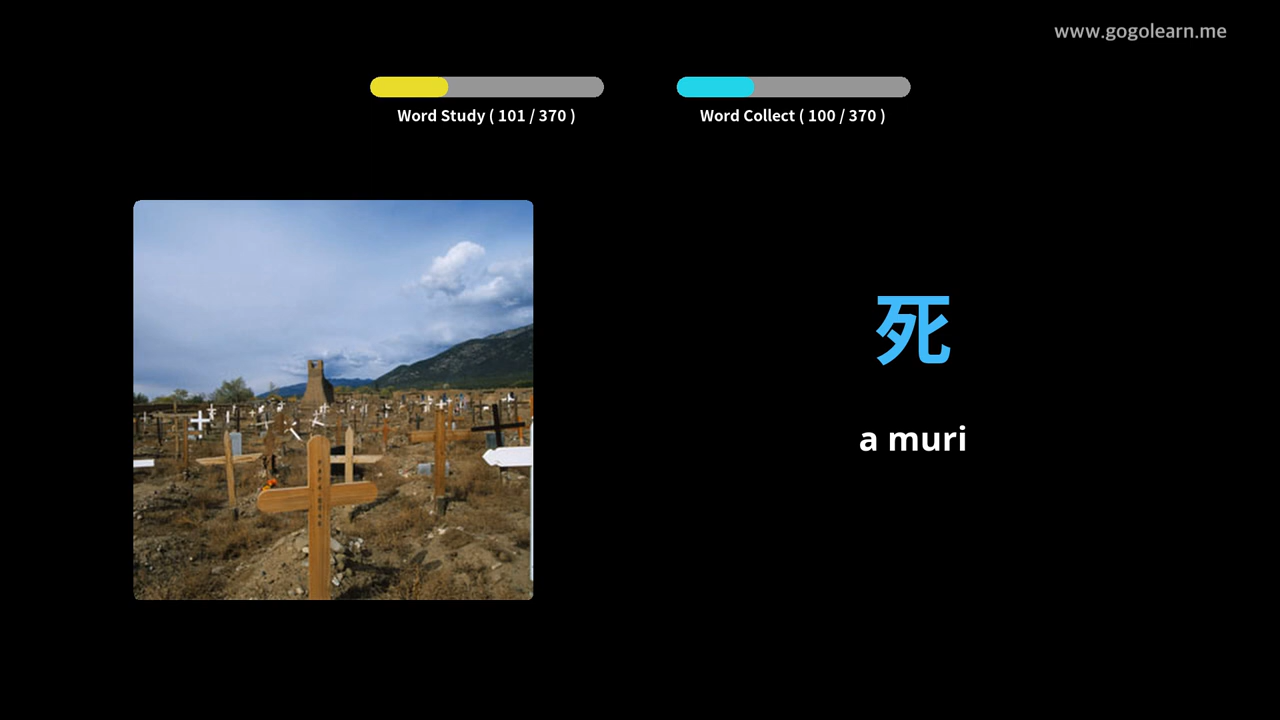 www.gogolearn.me
Word Study ( 101 / 370 )
Word Collect ( 100 / 370 )
死
a muri